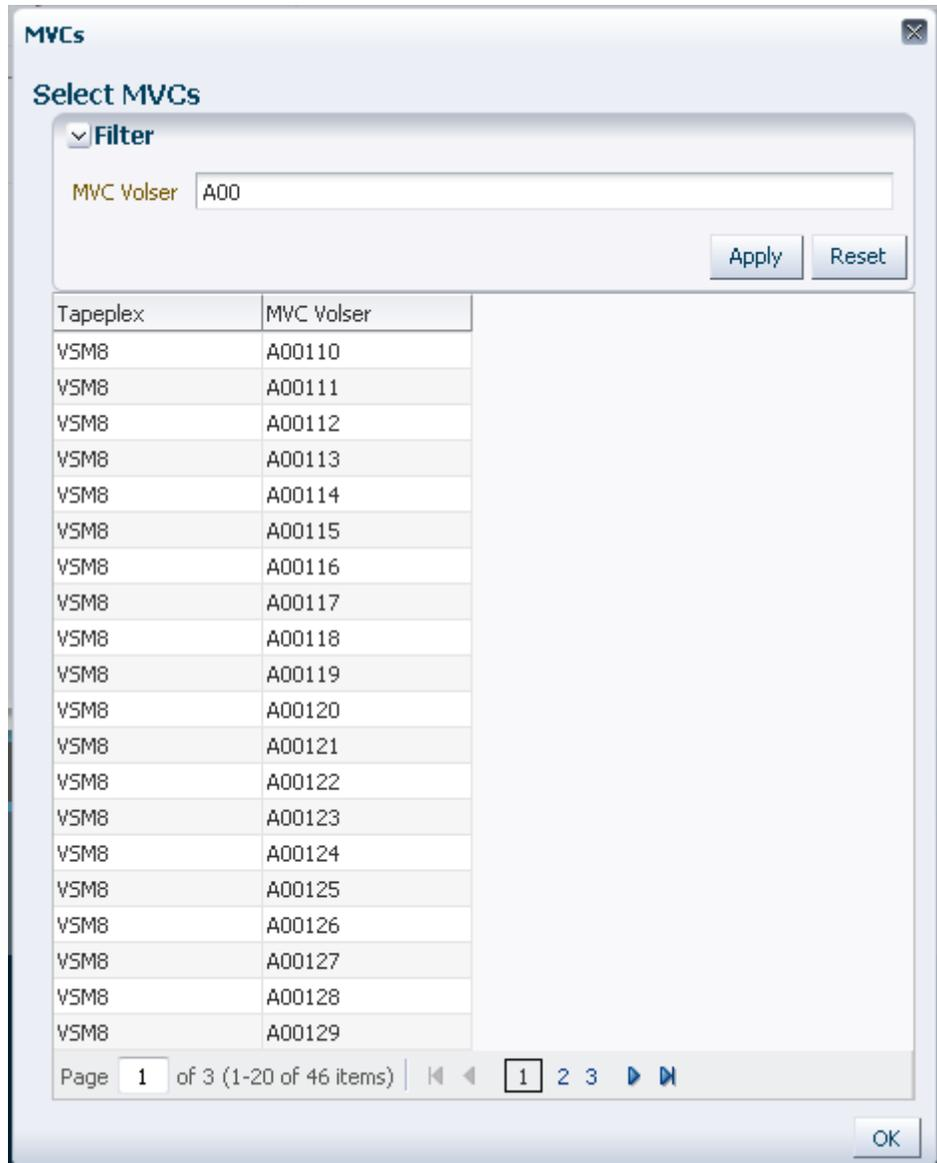 MVCs
Select MVCs
Filter
MVC Volser A00
Apply Reset
Tapeplex MVC Volser
VSM8 A00110
VSM8 A00111
VSM8 A00112
VSM8 A00113
VSM8 A00114
VSM8 A00115
VSM8 A00116
VSM8 A00117
VSM8 A00118
VSM8 A00119
VSM8 A00120
VSM8 A00121
VSM8 A00122
VSM8 A00123
VSM8 A00124
VSM8 A00125
VSM8 A00126
VSM8 A00127
VSM8 A00128
VSM8 A00129
Page 1 of 3 (1-20 of 46 items) 1 2 3
OK